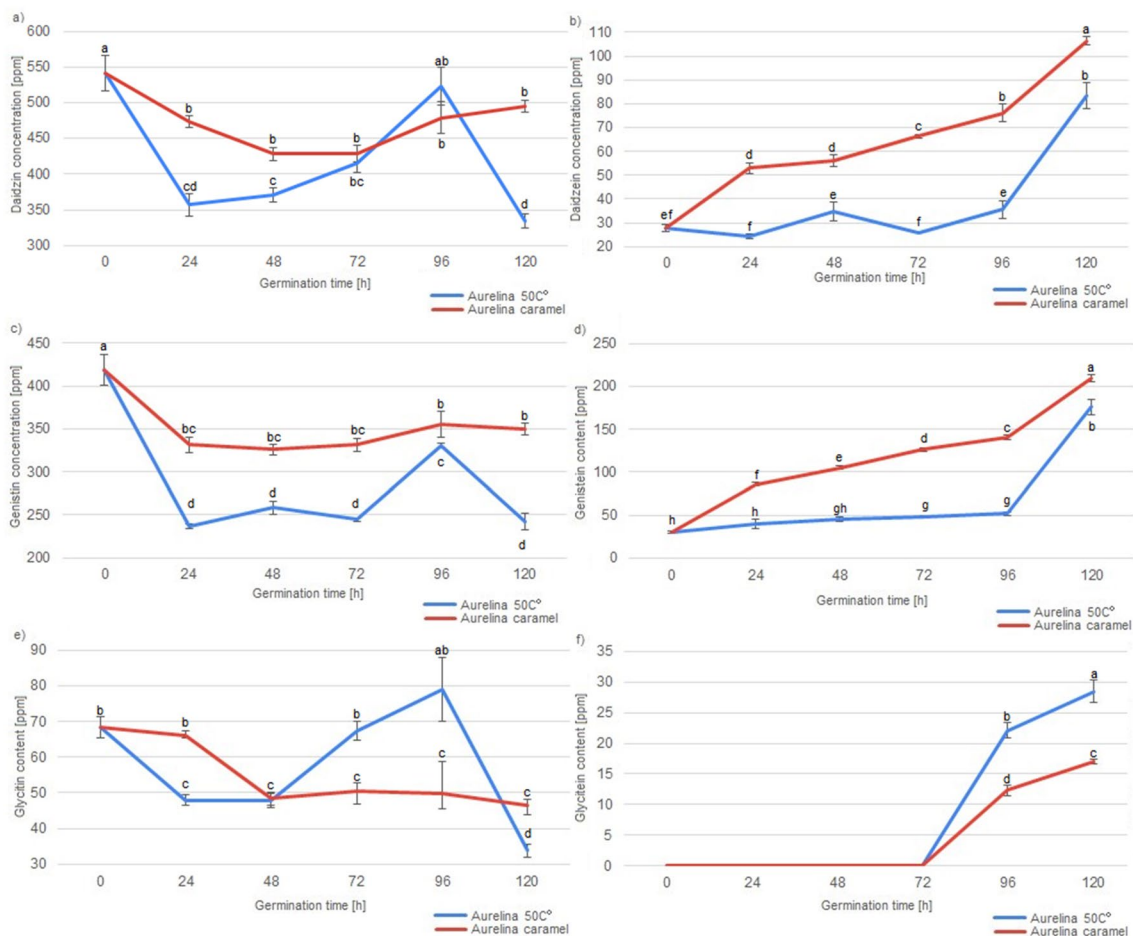 a)
Daidzin concentration [ppm]
600
550
500
450
400
350
300
a
b
b
b
ab
b
cd
c
bc
b
d
0 24 48 72 96 120
Germination time [h]
Aurelina 50C°
Aurelina caramel
b)
Daidzein concentration [ppm]
110
100
90
80
70
60
50
40
30
20
a
b
b
c
d
d
e
e
ef
f
f
0 24 48 72 96 120
Germination time [h]
Aurelina 50C°
Aurelina caramel
c)
Genistin concentration [ppm]
450
400
350
300
250
200
a
bc
bc
bc
b
b
d
d
d
c
d
0 24 48 72 96 120
Germination time [h]
Aurelina 50C°
Aurelina caramel
d)
Genistein content [ppm]
250
200
150
100
50
0
a
b
c
d
e
f
h
h
gh
g
g
0 24 48 72 96 120
Germination time [h]
Aurelina 50C°
Aurelina caramel
e)
Glycitin content [ppm]
90
80
70
60
50
40
30
b
b
b
ab
c
c
c
c
c
d
0 24 48 72 96 120
Germination time [h]
Aurelina 50C°
Aurelina caramel
f)
Glycitein content [ppm]
35
30
25
20
15
10
5
0
a
b
c
d
0 24 48 72 96 120
Germination time [h]
Aurelina 50C°
Aurelina caramel